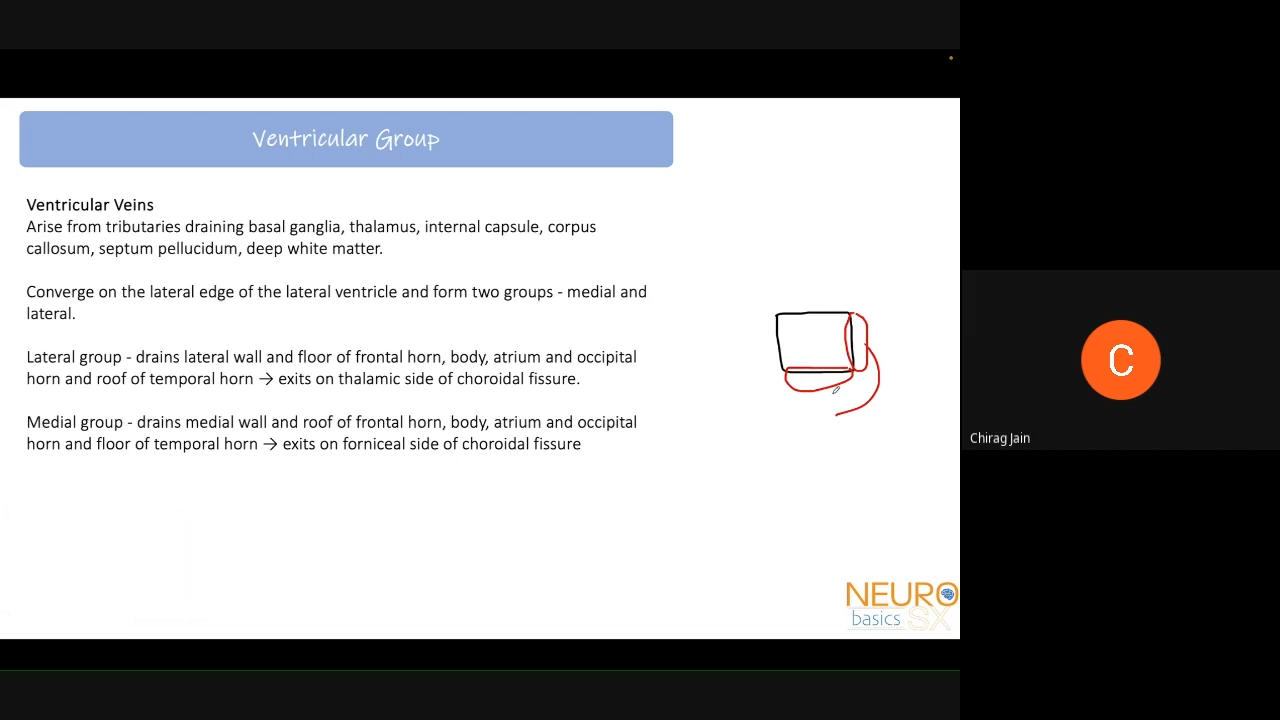 Ventricular Group
Ventricular Veins
Arise from tributaries draining basal ganglia, thalamus, internal capsule, corpus
callosum, septum pellucidum, deep white matter.
Converge on the lateral edge of the lateral ventricle and form two groups - medial and
lateral.
Lateral group - drains lateral wall and floor of frontal horn, body, atrium and occipital
horn and roof of temporal horn → exits on thalamic side of choroidal fissure.
Medial group - drains medial wall and roof of frontal horn, body, atrium and occipital
horn and floor of temporal horn → exits on forniceal side of choroidal fissure
NEURO
basics SX
C
Chirag Jain